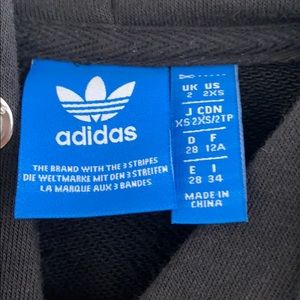 adidas
THE BRAND WITH THE 3 STRIPES
DIE WELTMARKE MIT DEN 3 STREIFEN
LA MARQUE AUX 3 BANDES
UK US
2 2XS
J CDN
XS 2XS/2TP
D F
28 12A
E I
28 34
MADE IN
CHINA